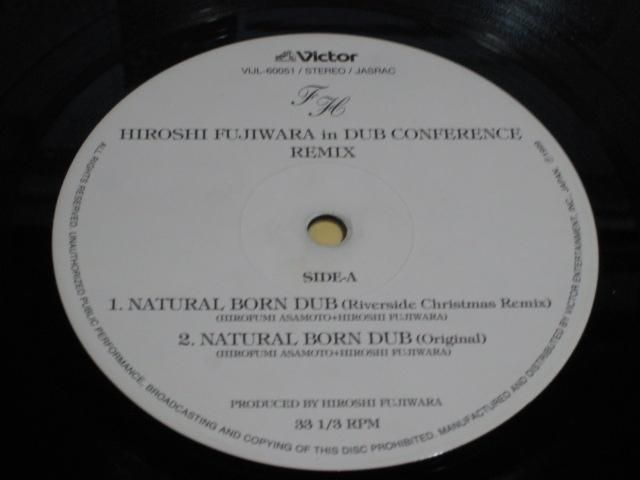 Victor
VIJL-60051 / STEREO / JASRAC
FH
HIROSHI FUJIWARA in DUB CONFERENCE
REMIX
SIDE-A
1. NATURAL BORN DUB (Riverside Christmas Remix)
(HIROFUMI ASAMOTO+HIROSHI FUJIWARA)
2. NATURAL BORN DUB (Original)
(HIROFUMI ASAMOTO+HIROSHI FUJIWARA)
PRODUCED BY HIROSHI FUJIWARA
33 1/3 RPM
ALL RIGHTS RESERVED. UNAUTHORIZED PUBLIC PERFORMANCE, BROADCASTING AND COPYING OF THIS DISC PROHIBITED. MANUFACTURED AND DISTRIBUTED BY VICTOR ENTERTAINMENT, INC., JAPAN